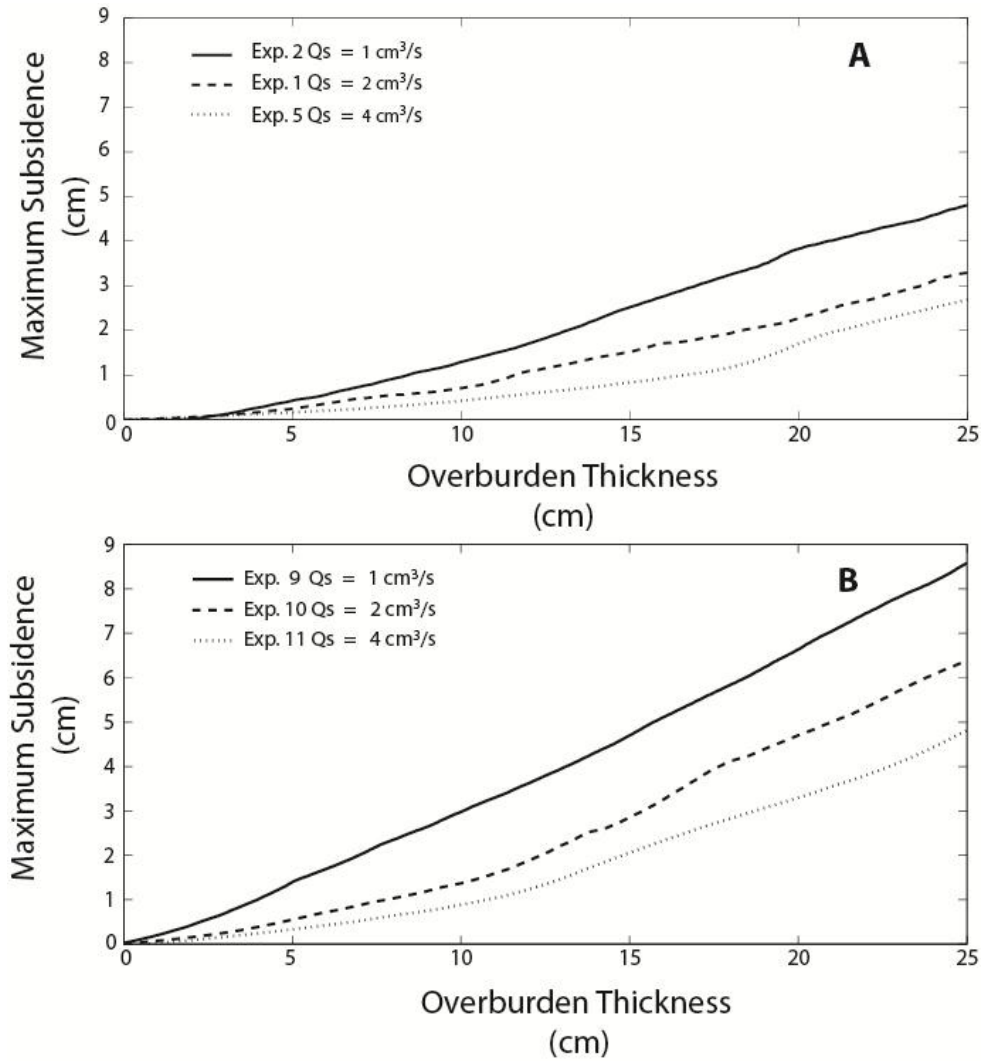 9
8
7
6
5
4
3
2
1
0
Maximum Subsidence
(cm)
Exp. 2 Qs = 1 cm³/s
Exp. 1 Qs = 2 cm³/s
Exp. 5 Qs = 4 cm³/s
A
0 5 10 15 20 25
Overburden Thickness
(cm)
9
8
7
6
5
4
3
2
1
0
Maximum Subsidence
(cm)
Exp. 9 Qs = 1 cm³/s
Exp. 10 Qs = 2 cm³/s
Exp. 11 Qs = 4 cm³/s
B
0 5 10 15 20 25
Overburden Thickness
(cm)